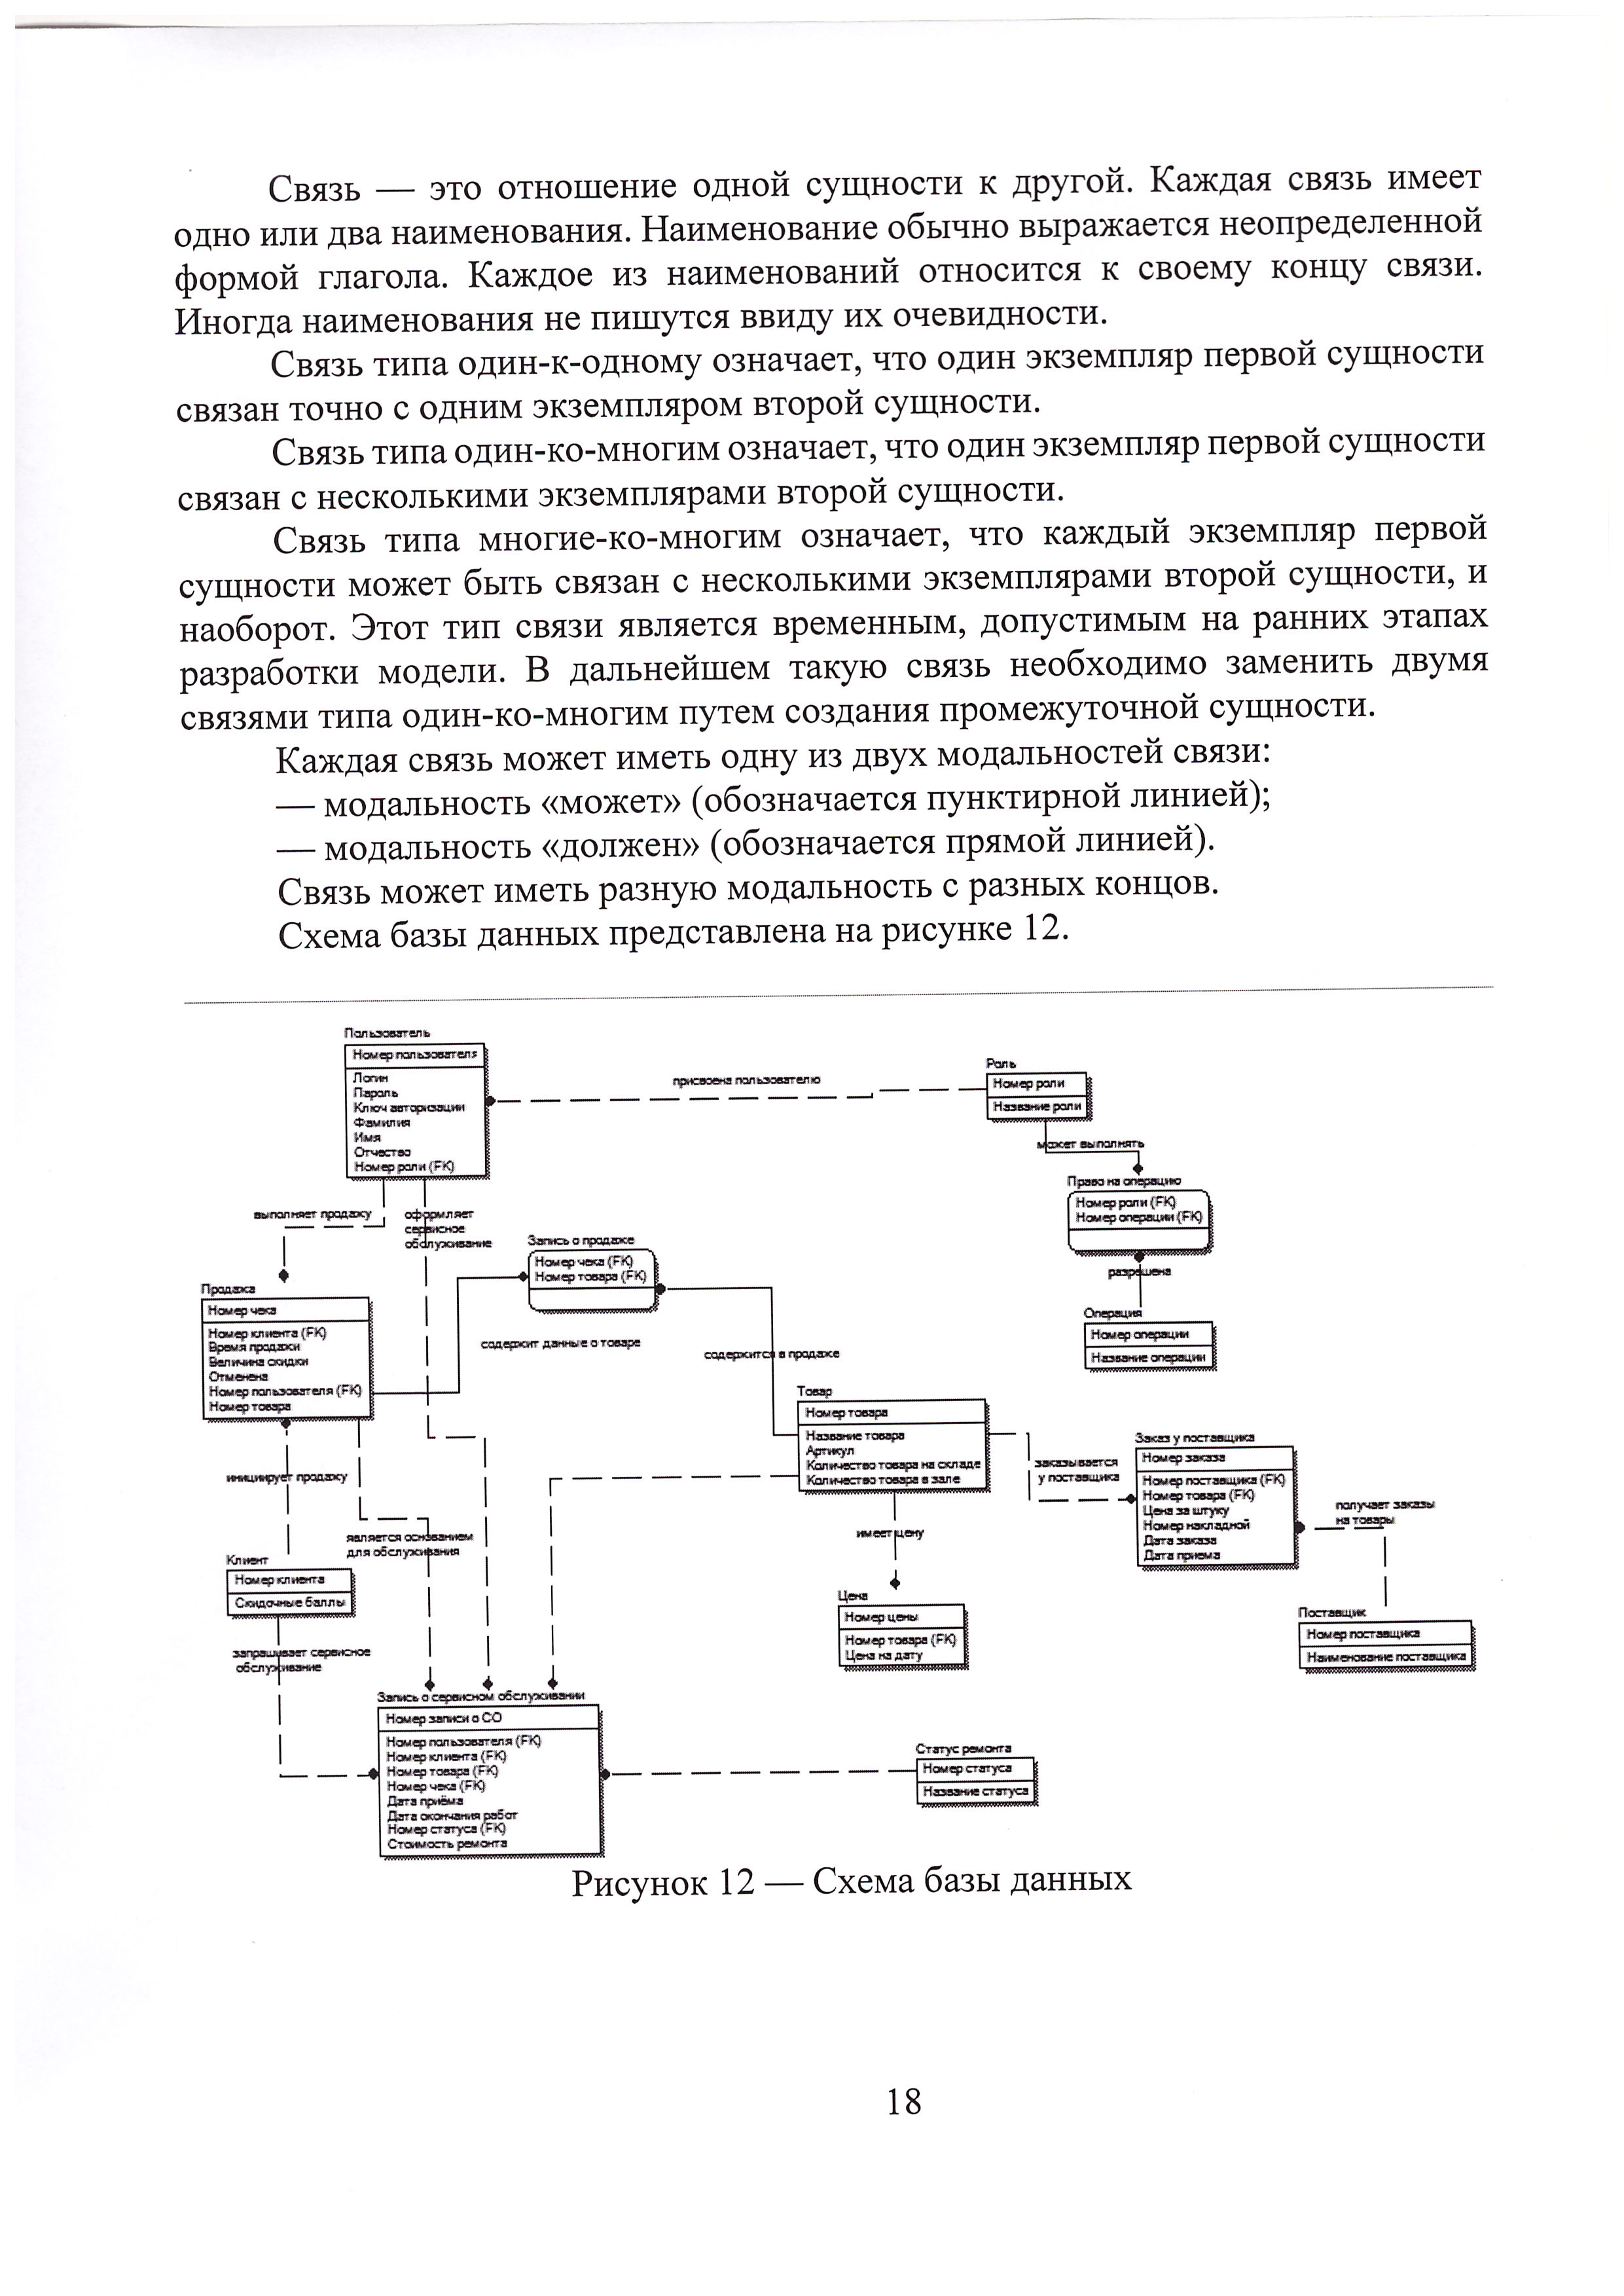 Связь — это отношение одной сущности к другой. Каждая связь имеет
одно или два наименования. Наименование обычно выражается неопределенной
формой глагола. Каждое из наименований относится к своему концу связи.
Иногда наименования не пишутся ввиду их очевидности.
Связь типа один-к-одному означает, что один экземпляр первой сущности
связан точно с одним экземпляром второй сущности.
Связь типа один-ко-многим означает, что один экземпляр первой сущности
связан с несколькими экземплярами второй сущности.
Связь типа многие-ко-многим означает, что каждый экземпляр первой
сущности может быть связан с несколькими экземплярами второй сущности, и
наоборот. Этот тип связи является временным, допустимым на ранних этапах
разработки модели. В дальнейшем такую связь необходимо заменить двумя
связями типа один-ко-многим путем создания промежуточной сущности.
Каждая связь может иметь одну из двух модальностей связи:
— модальность «может» (обозначается пунктирной линией);
— модальность «должен» (обозначается прямой линией).
Связь может иметь разную модальность с разных концов.
Схема базы данных представлена на рисунке 12.
Пользователь
Номер пользователя
Логин
Пароль
Ключ авторизации
Фамилия
Имя
Отчество
Номер роли (FK)
присвоена пользователю
Роль
Номер роли
Название роли
может выполнять
Право на операцию
Номер роли (FK)
Номер операции (FK)
разрешена
Операция
Номер операции
Название операции
выполняет продажу
оформляет
сервисное
обслуживание
Запись о продаже
Номер чека (FK)
Номер товара (FK)
содержит данные о товаре
содержится в продаже
Продажа
Номер чека
Номер клиента (FK)
Время продажи
Величина скидки
Отменена
Номер пользователя (FK)
Номер товара
Товар
Номер товара
Название товара
Артикул
Количество товара на складе
Количество товара в зале
заказывается
у поставщика
Заказ у поставщика
Номер заказа
Номер поставщика (FK)
Номер товара (FK)
Цена за штуку
Номер накладной
Дата заказа
Дата приема
получает заказы
на товары
Поставщик
Номер поставщика
Наименование поставщика
инициирует продажу
является основанием
для обслуживания
имеет цену
Цена
Номер цены
Номер товара (FK)
Цена на дату
Клиент
Номер клиента
Скидочные баллы
запрашивает сервисное
обслуживание
Запись о сервисном обслуживании
Номер записи о СО
Номер пользователя (FK)
Номер клиента (FK)
Номер товара (FK)
Номер чека (FK)
Дата приёма
Дата окончания работ
Номер статуса (FK)
Стоимость ремонта
Статус ремонта
Номер статуса
Название статуса
Рисунок 12 — Схема базы данных
18